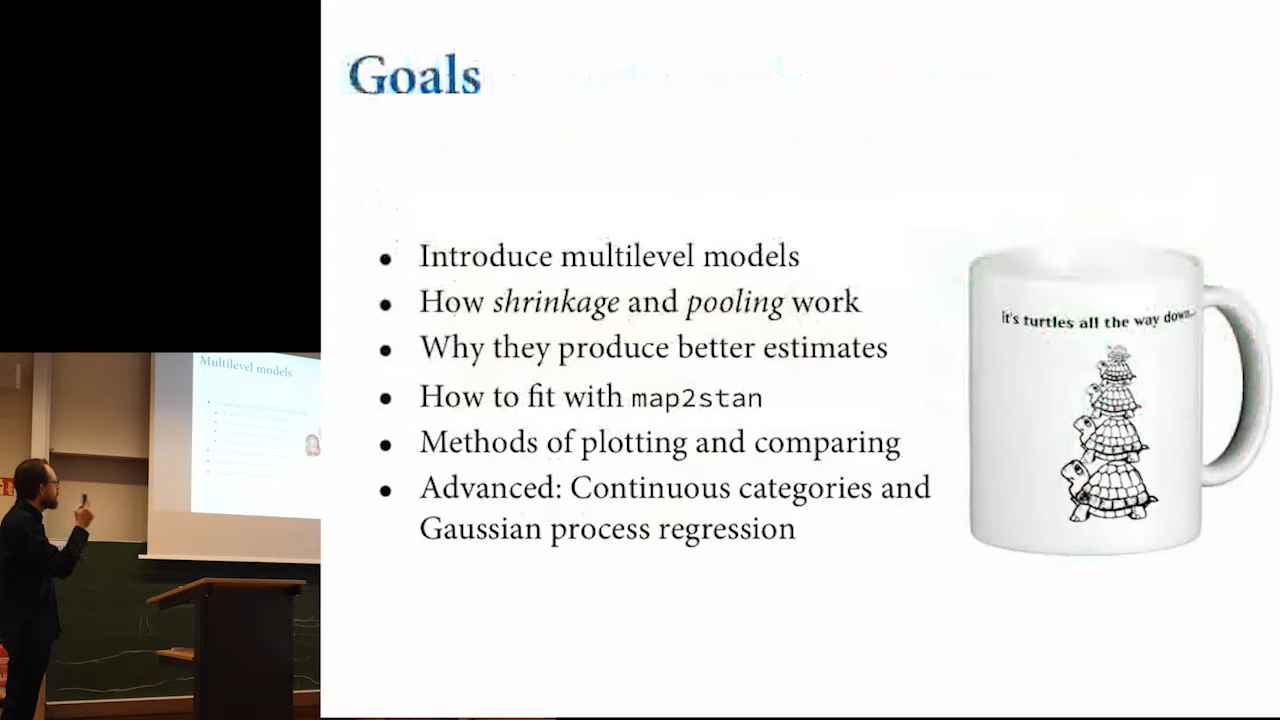 Goals
• Introduce multilevel models
• How shrinkage and pooling work
• Why they produce better estimates
• How to fit with map2stan
• Methods of plotting and comparing
• Advanced: Continuous categories and
Gaussian process regression
it's turtles all the way down...
Multilevel models